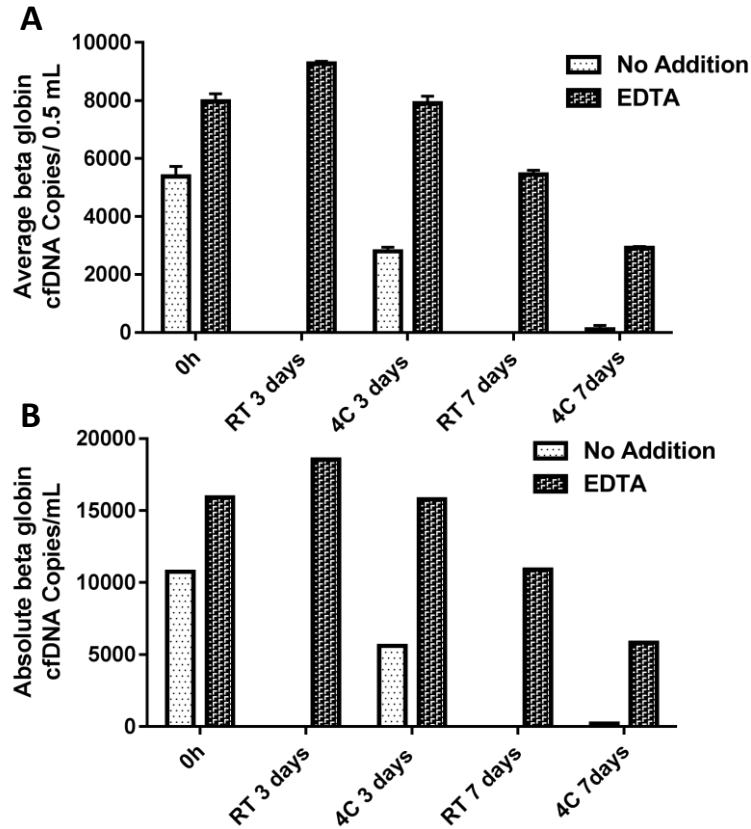 A
Average beta globin
cfDNA Copies/ 0.5 mL
10000
8000
6000
4000
2000
0
No Addition
EDTA
0h
RT 3 days
4C 3 days
RT 7 days
4C 7days
B
Absolute beta globin
cfDNA Copies/mL
20000
15000
10000
5000
0
No Addition
EDTA
0h
RT 3 days
4C 3 days
RT 7 days
4C 7days